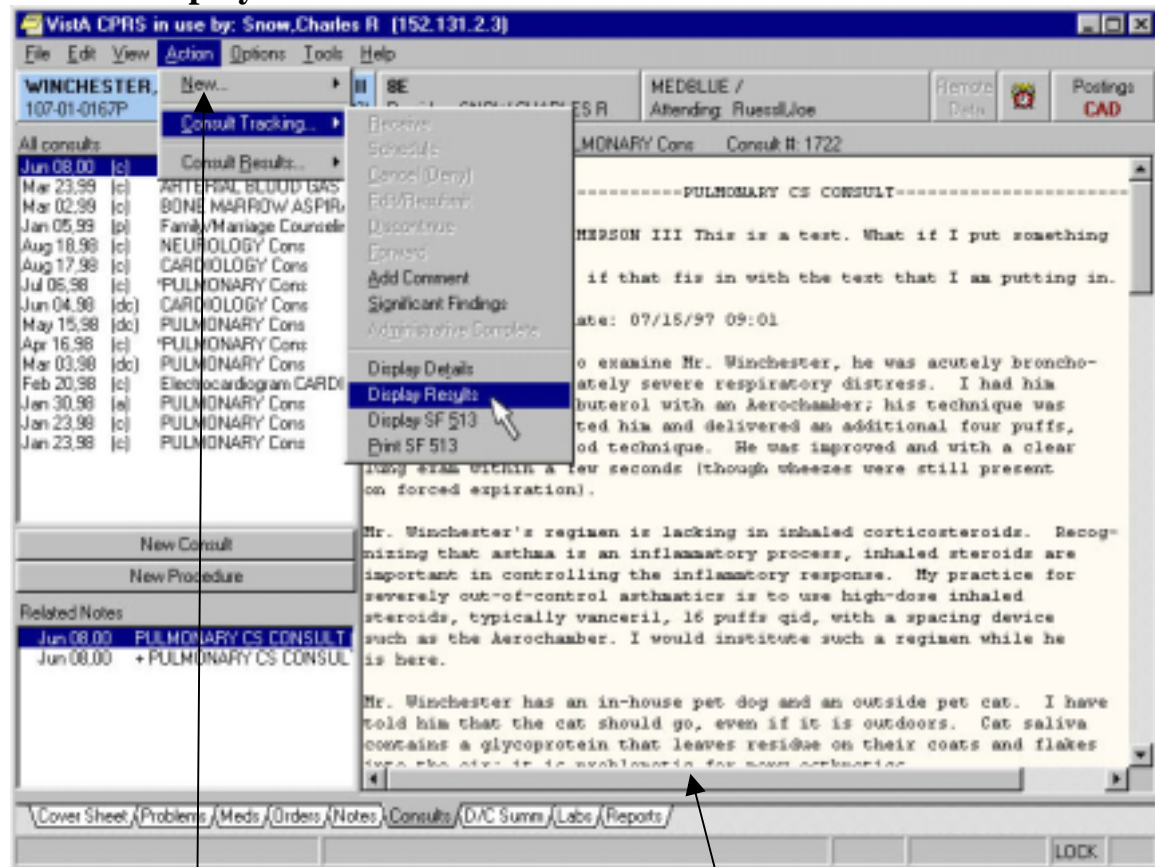 VistA CPRS in use by: Snow,Charles R (152.131.2.3)
File Edit View Action Options Tools Help
WINCHESTER,
107-01-0167P
8E
MEDBLUE /
Attending: Ruessll,Joe
Remote
Data
Postings
CAD
New...
Consult Tracking...
Consult Results...
Receive
Schedule
Cancel (Deny)
Edit/Resubmit
Discontinue
Forward
Add Comment
Significant Findings
Administrative Complete
Display Details
Display Results
Display SF 513
Print SF 513
All consults
Jun 08,00 (c)
Mar 23,99 (c) ARTERIAL BLOOD GAS
Mar 02,99 (c) BONE MARROW ASPIR
Jan 05,99 (p) Family/Marriage Counselin
Aug 18,98 (c) NEUROLOGY Cons
Aug 17,98 (c) CARDIOLOGY Cons
Jul 06,98 (c) *PULMONARY Cons
Jun 04,98 (dc) CARDIOLOGY Cons
May 15,98 (dc) PULMONARY Cons
Apr 16,98 (c) *PULMONARY Cons
Mar 03,98 (dc) PULMONARY Cons
Feb 20,98 (c) Electrocardiogram CARDI
Jan 30,98 (a) PULMONARY Cons
Jan 23,98 (c) PULMONARY Cons
Jan 23,98 (c) PULMONARY Cons
New Consult
New Procedure
Related Notes
Jun 08,00 PULMONARY CS CONSULT
Jun 08,00 + PULMONARY CS CONSUL
LMONARY Cons Consult #: 1722
----------PULMONARY CS CONSULT----------
MERSON III This is a test. What if I put something
if that fis in with the text that I am putting in.
ate: 07/15/97 09:01
o examine Mr. Winchester, he was acutely broncho-
ately severe respiratory distress. I had him
buterol with an Aerochamber; his technique was
ted him and delivered an additional four puffs,
od technique. He was improved and with a clear
lung exam within a few seconds (though wheezes were still present
on forced expiration).
Mr. Winchester's regimen is lacking in inhaled corticosteroids. Recog-
nizing that asthma is an inflammatory process, inhaled steroids are
important in controlling the inflammatory response. My practice for
severely out-of-control asthmatics is to use high-dose inhaled
steroids, typically vanceril, 16 puffs qid, with a spacing device
such as the Aerochamber. I would institute such a regimen while he
is here.
Mr. Winchester has an in-house pet dog and an outside pet cat. I have
told him that the cat should go, even if it is outdoors. Cat saliva
contains a glycoprotein that leaves residue on their coats and flakes
Cover Sheet Problems Meds Orders Notes Consults D/C Summ Labs Reports
LOCK